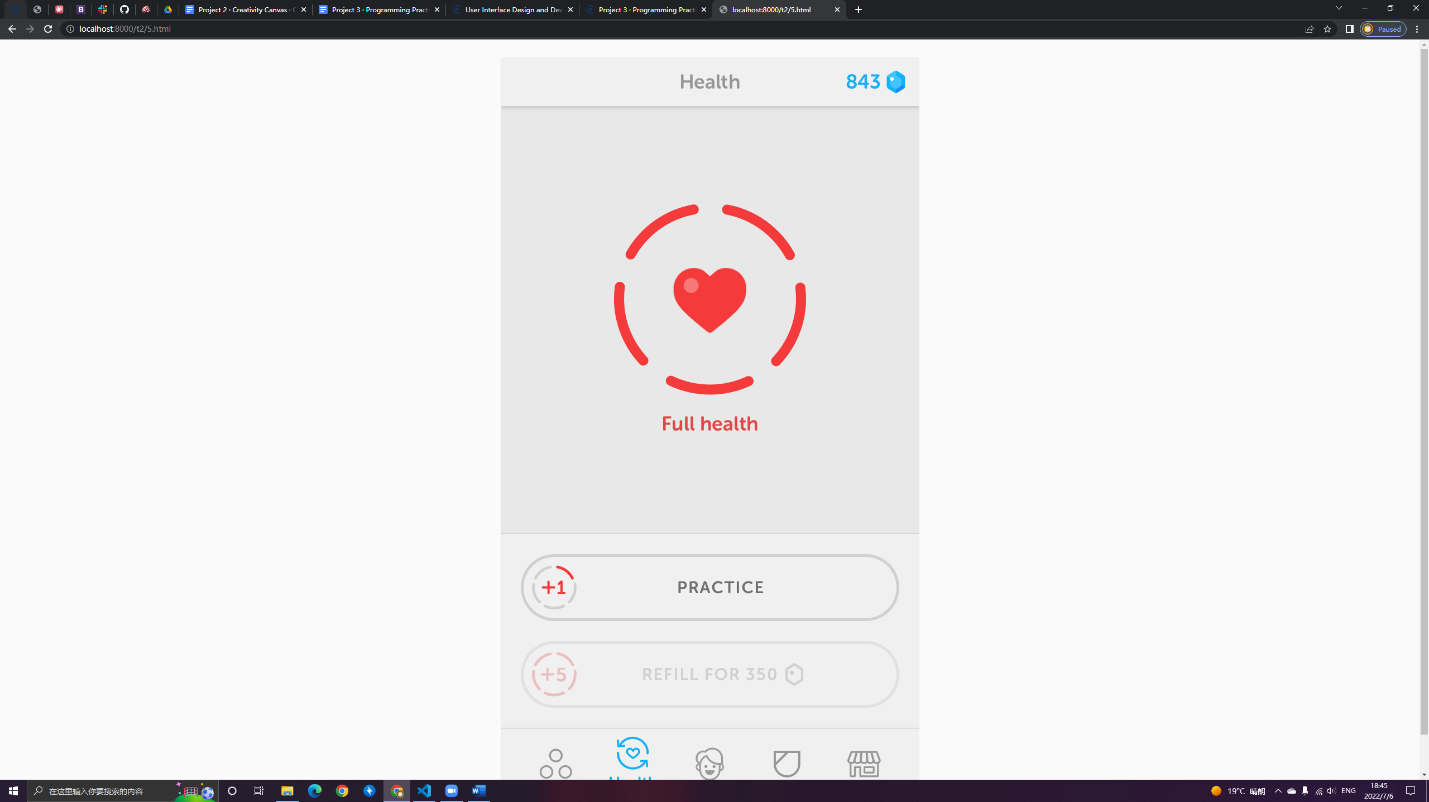 Project 2 - Creativity Canvas -
Project 3 - Programming Pract
User Interface Design and De
Project 3 - Programming Pract
localhost:8000/t2/5.html
localhost:8000/t2/5.html
Paused
Health
843
Full health
+1
PRACTICE
+5
REFILL FOR 350
Health
在这里输入你要搜索的内容
19°C 晴朗
ENG
18:45
2022/7/6